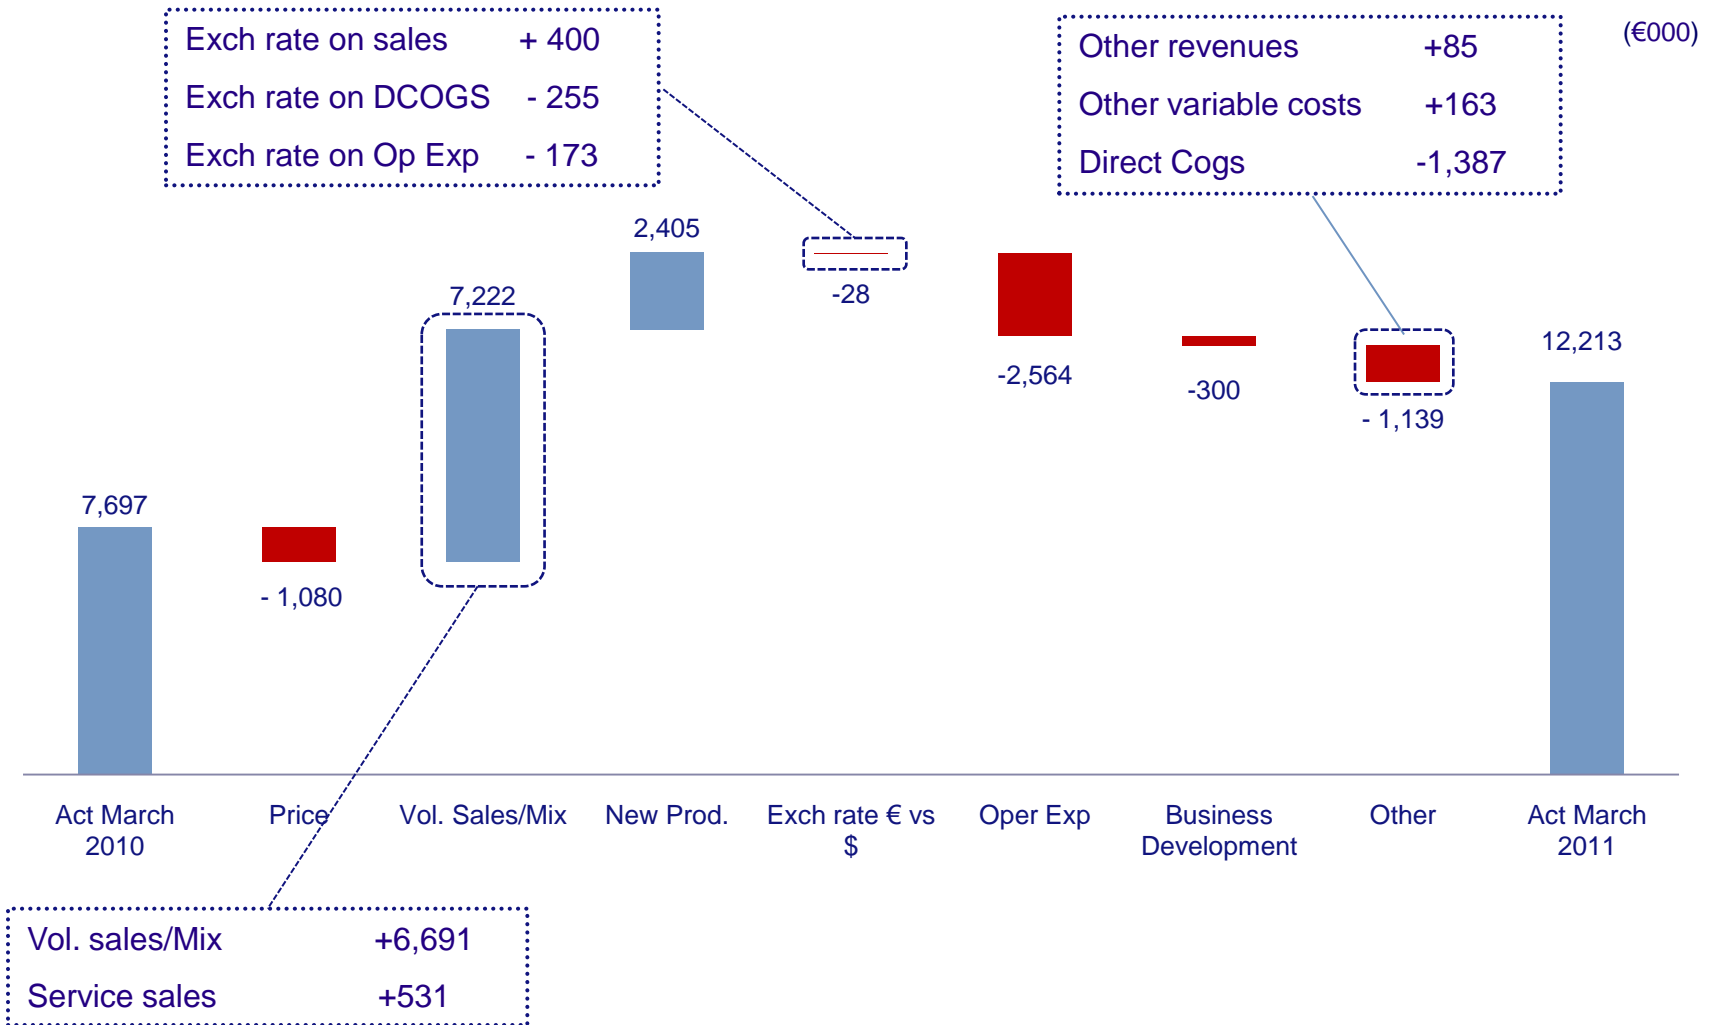 Exch rate on sales + 400
Exch rate on DCOGS - 255
Exch rate on Op Exp - 173
Other revenues +85
Other variable costs +163
Direct Cogs -1,387
(€000)
7,697
- 1,080
7,222
2,405
-28
-2,564
-300
- 1,139
12,213
Act March
2010
Price
Vol. Sales/Mix
New Prod.
Exch rate € vs
$
Oper Exp
Business
Development
Other
Act March
2011
Vol. sales/Mix +6,691
Service sales +531